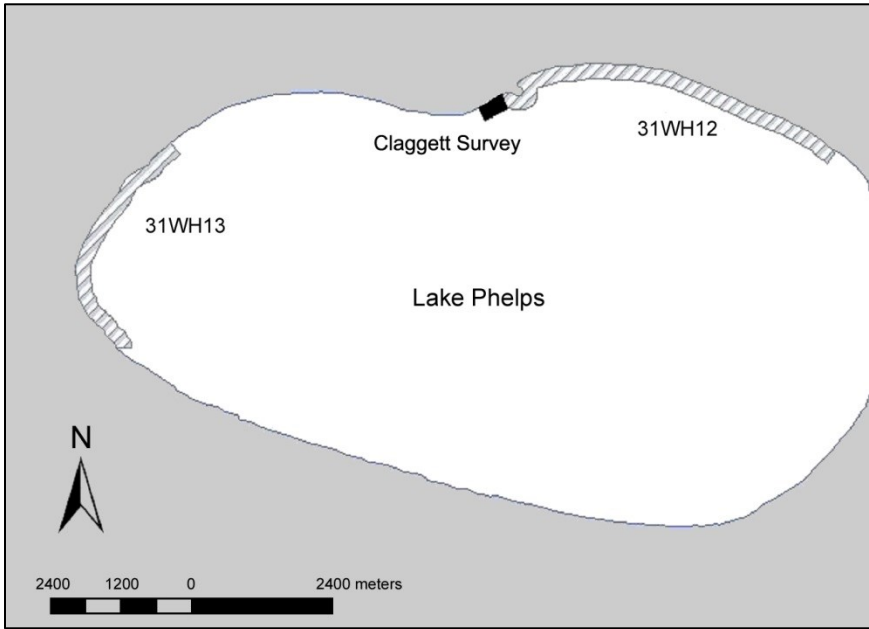 Claggett Survey
31WH12
31WH13
Lake Phelps
N
2400 1200 0 2400 meters